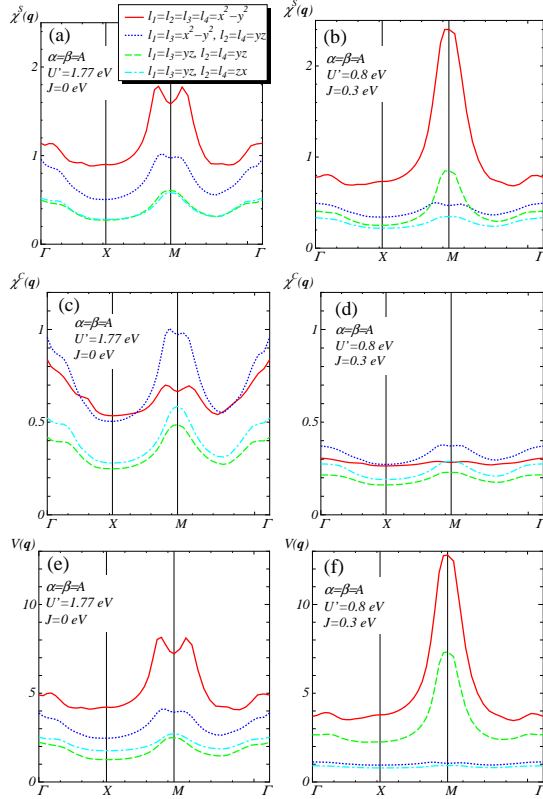 χ^S(q)
(a)
α=β=A
U'=1.77 eV
J=0 eV
l₁=l₂=l₃=l₄=x²−y²
l₁=l₃=x²−y², l₂=l₄=yz
l₁=l₃=yz, l₂=l₄=yz
l₁=l₃=yz, l₂=l₄=zx
2
1
0
Γ X M Γ
χ^S(q)
(b)
α=β=A
U'=0.8 eV
J=0.3 eV
2
1
0
Γ X M Γ
χ^C(q)
(c)
α=β=A
U'=1.77 eV
J=0 eV
1
0.5
0
Γ X M Γ
χ^C(q)
(d)
α=β=A
U'=0.8 eV
J=0.3 eV
1
0.5
0
Γ X M Γ
V(q)
(e)
α=β=A
U'=1.77 eV
J=0 eV
10
5
0
Γ X M Γ
V(q)
(f)
α=β=A
U'=0.8 eV
J=0.3 eV
10
5
0
Γ X M Γ